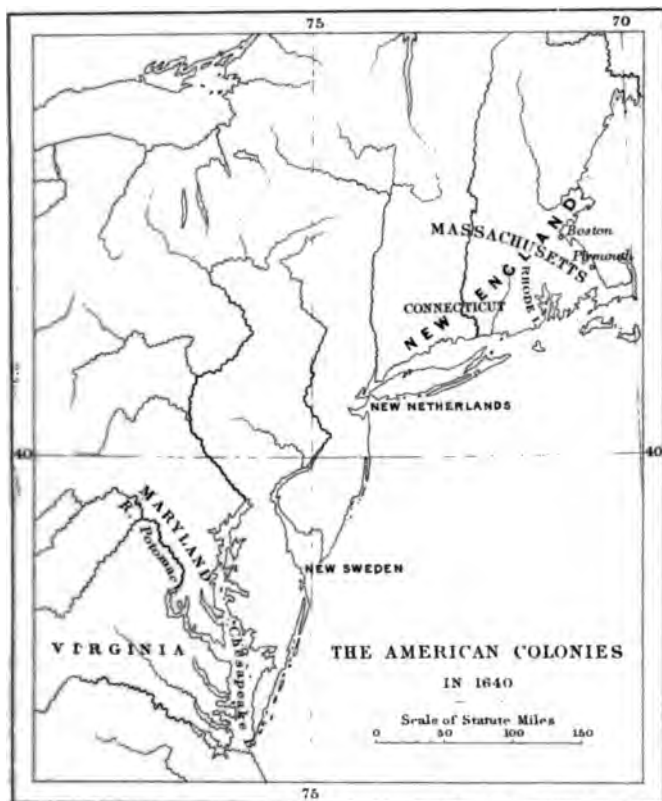 75 70
Boston
MASSACHUSETTS
Plymouth
NEW ENGLAND
RHODE I.
CONNECTICUT
NEW NETHERLANDS
40 40
MARYLAND
R. Potomac
NEW SWEDEN
VIRGINIA
Chesapeake B.
THE AMERICAN COLONIES
IN 1640
Scale of Statute Miles
0 50 100 150
75